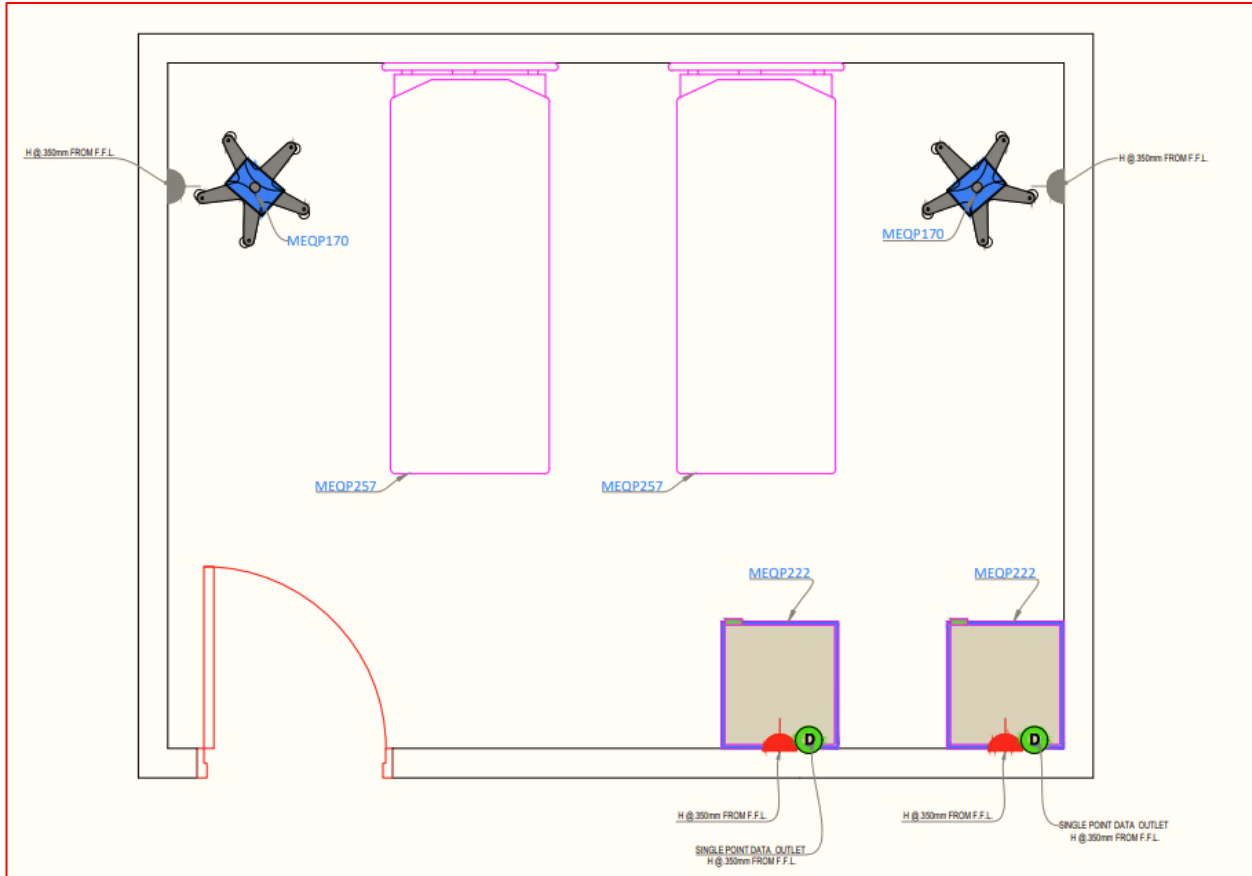 H @.350mm FROM F.F.L.
H @.350mm FROM F.F.L.
MEQP170
MEQP170
MEQP257
MEQP257
MEQP222
MEQP222
D
D
H @.350mm FROM F.F.L.
H @.350mm FROM F.F.L.
SINGLE POINT DATA OUTLET
H @.350mm FROM F.F.L.
SINGLE POINT DATA OUTLET
H @.350mm FROM F.F.L.